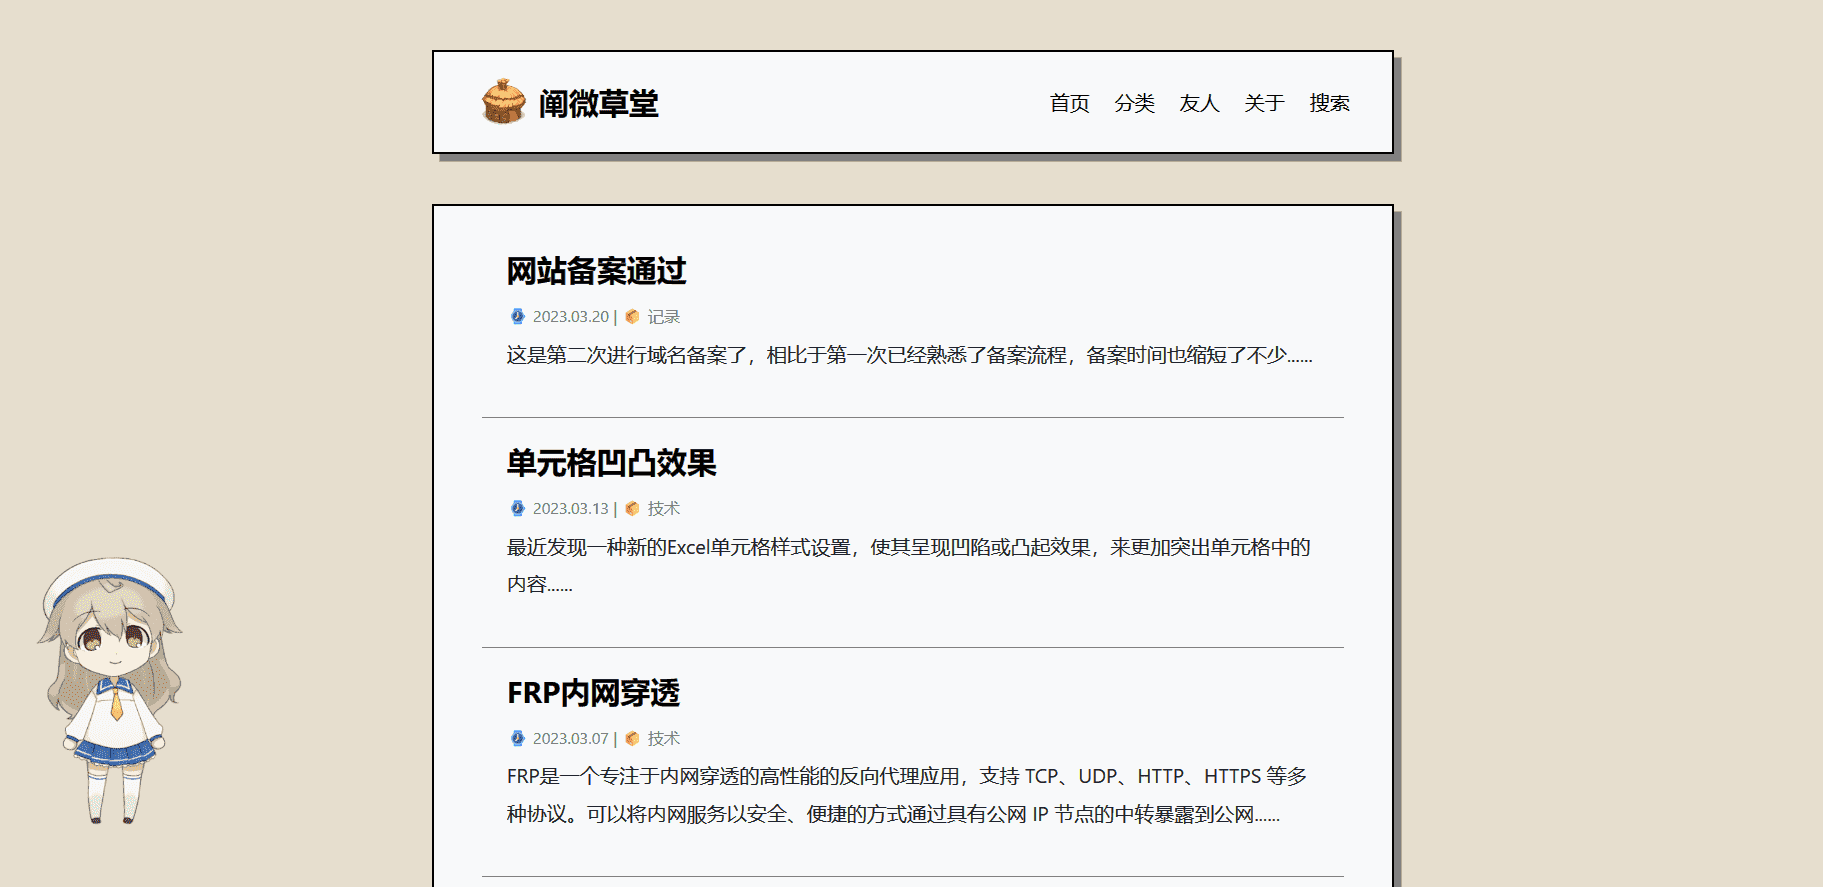 阐微草堂
首页 分类 友人 关于 搜索
网站备案通过
2023.03.20 | 记录
这是第二次进行域名备案了，相比于第一次已经熟悉了备案流程，备案时间也缩短了不少......
单元格凹凸效果
2023.03.13 | 技术
最近发现一种新的Excel单元格样式设置，使其呈现凹陷或凸起效果，来更加突出单元格中的
内容......
FRP内网穿透
2023.03.07 | 技术
FRP是一个专注于内网穿透的高性能的反向代理应用，支持 TCP、UDP、HTTP、HTTPS 等多
种协议。可以将内网服务以安全、便捷的方式通过具有公网 IP 节点的中转暴露到公网......